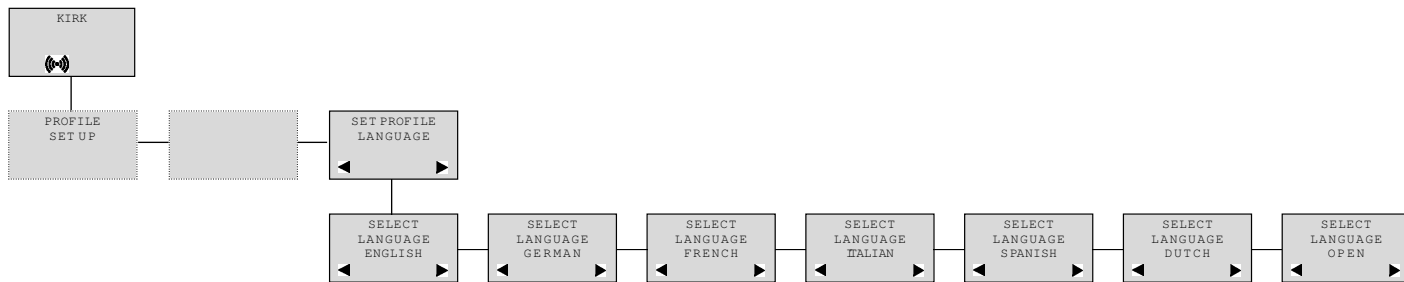 KIRK
PROFILE
SET UP
SET PROFILE
LANGUAGE
SELECT
LANGUAGE
ENGLISH
SELECT
LANGUAGE
GERMAN
SELECT
LANGUAGE
FRENCH
SELECT
LANGUAGE
ITALIAN
SELECT
LANGUAGE
SPANISH
SELECT
LANGUAGE
DUTCH
SELECT
LANGUAGE
OPEN